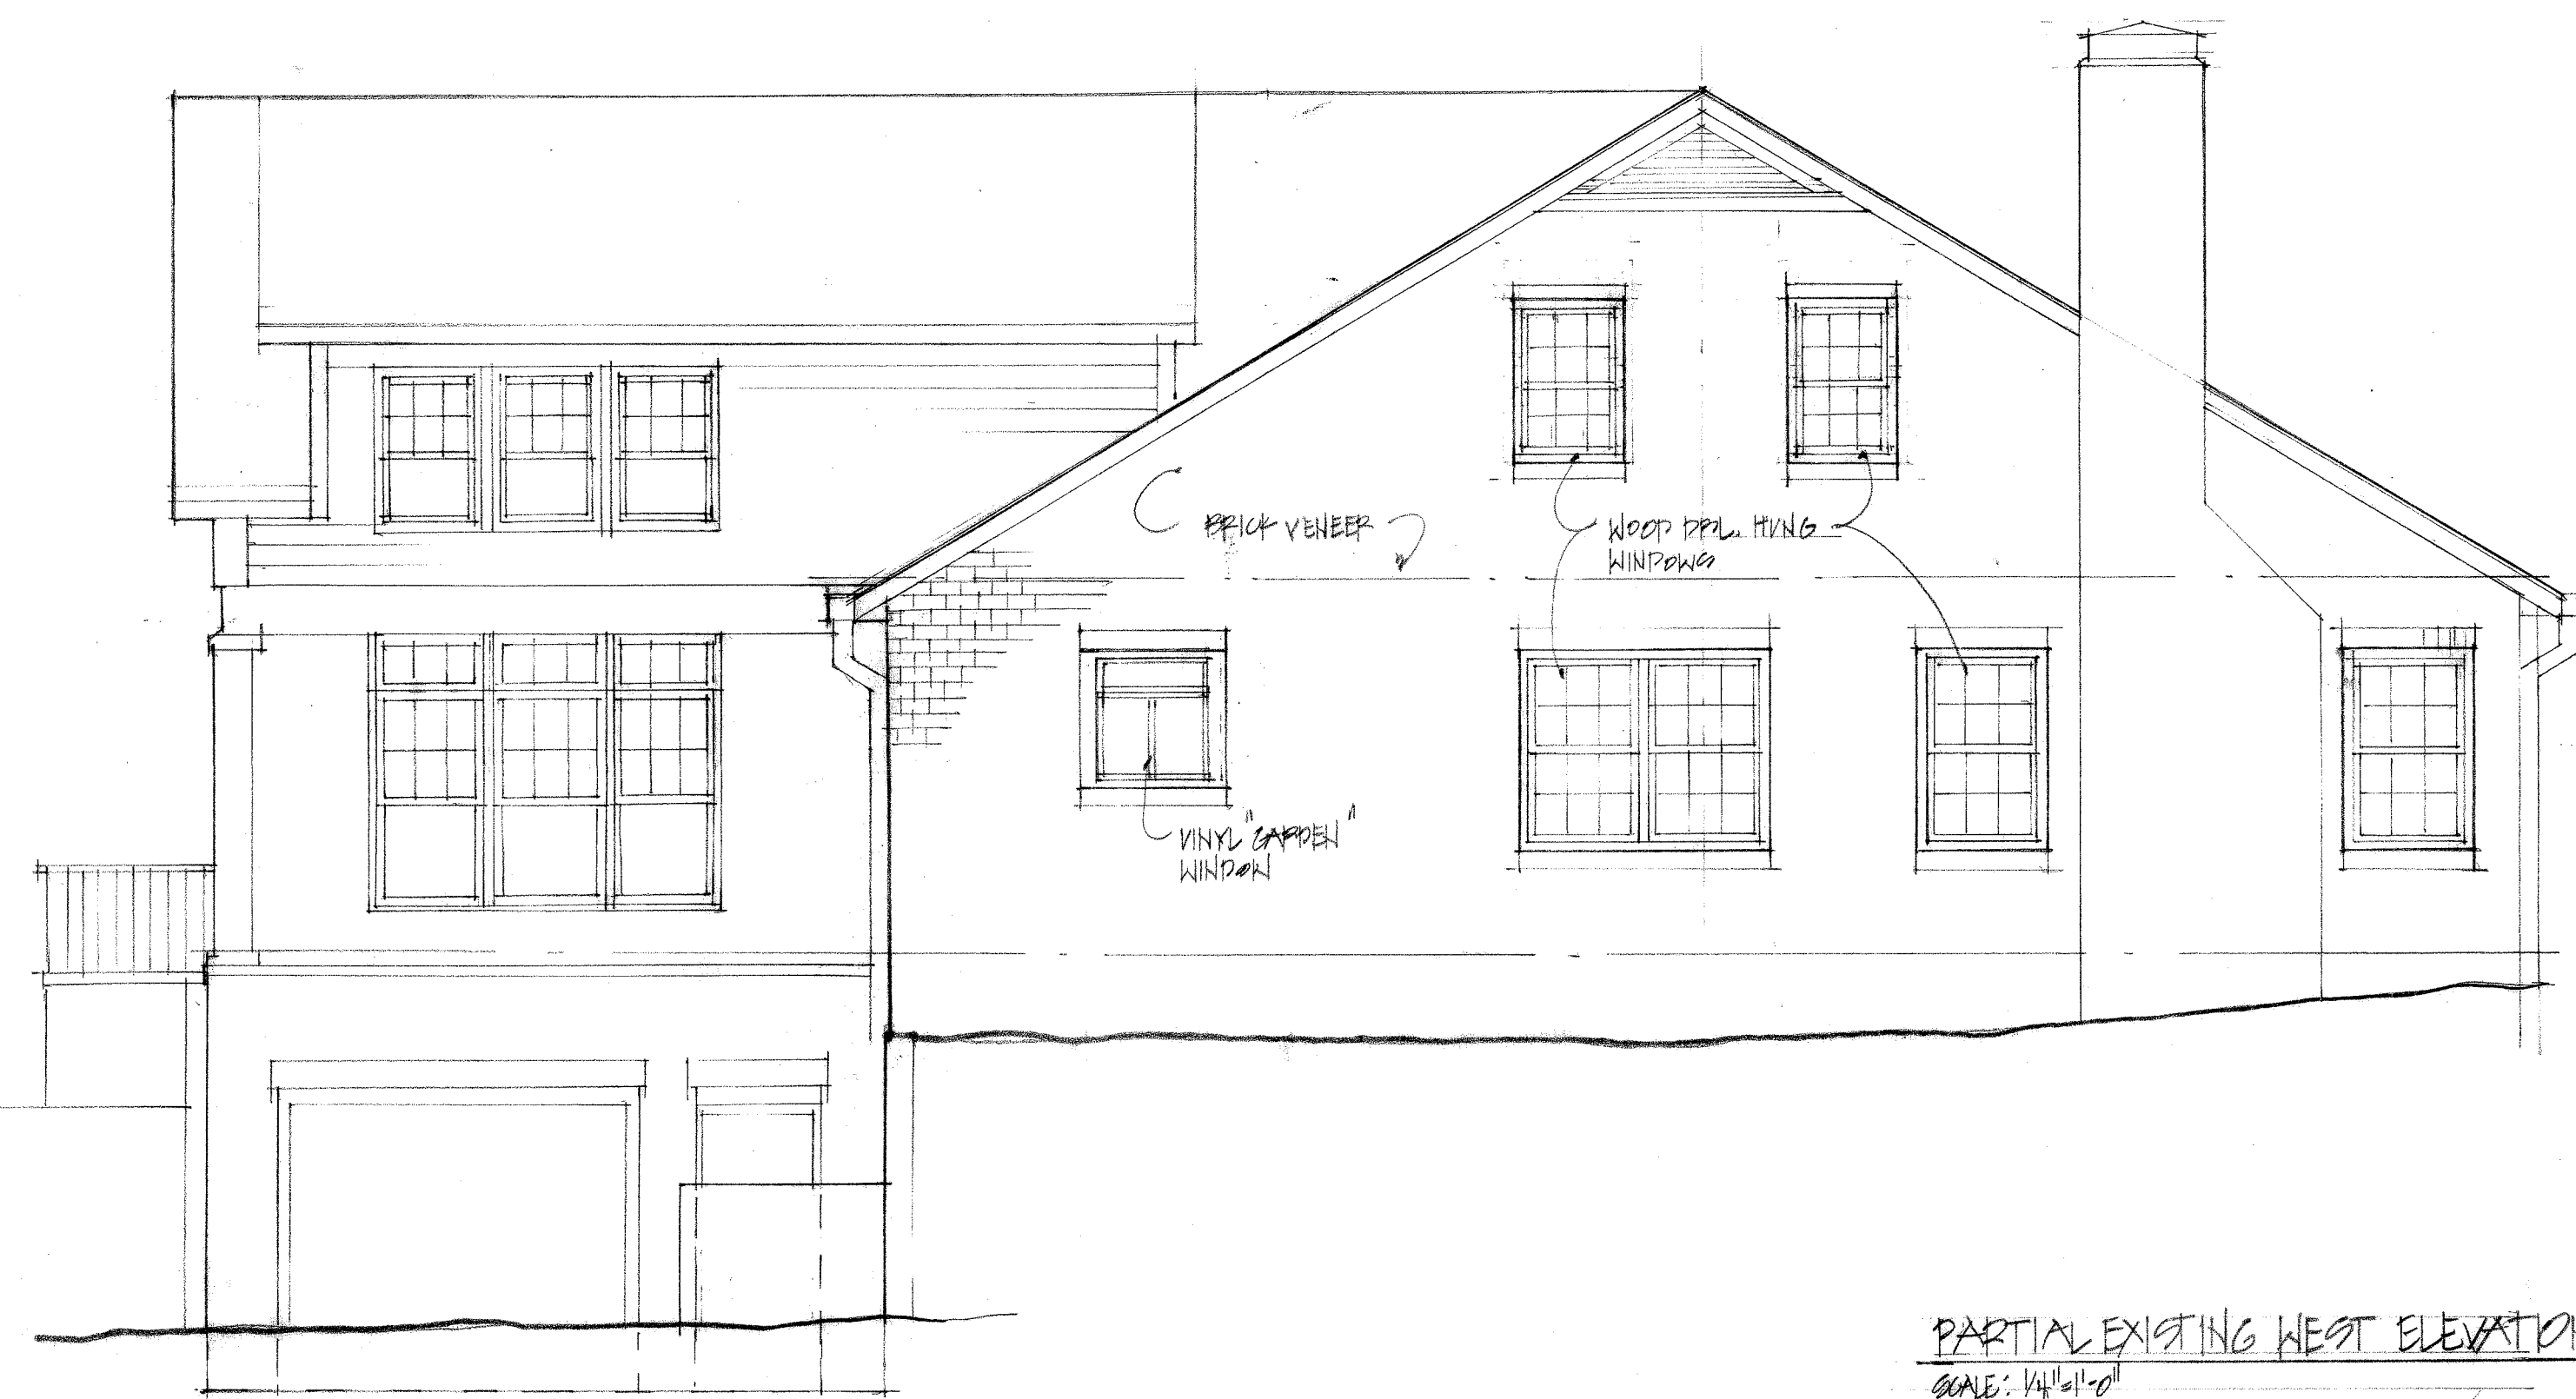 BRICK VENEER
WOOD DBL. HUNG
WINDOWS
VINYL "GARDEN"
WINDOW
PARTIAL EXISTING WEST ELEVATION
SCALE: 1/4"=1'-0"